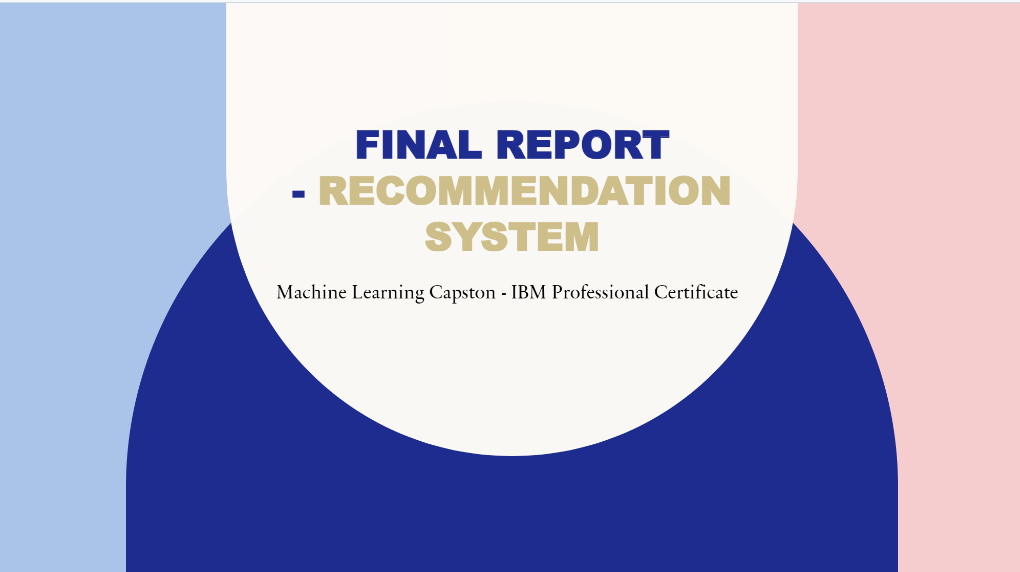 FINAL REPORT
- RECOMMENDATION
SYSTEM
Machine Learning Capston - IBM Professional Certificate